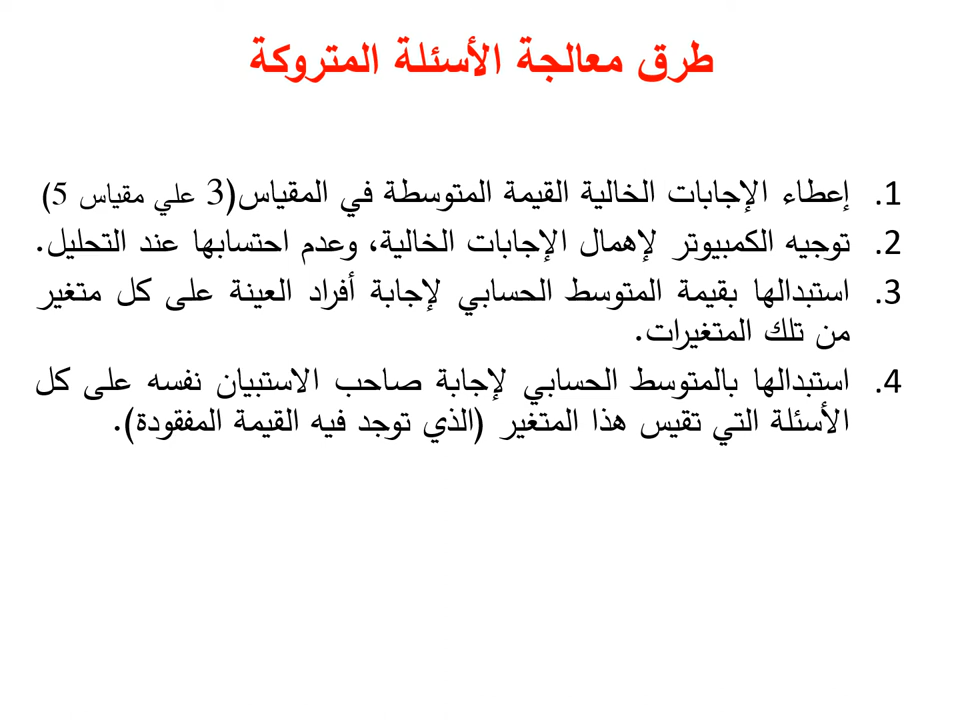 طرق معالجة الأسئلة المتروكة
1. إعطاء الإجابات الخالية القيمة المتوسطة في المقياس(3 علي مقياس 5)
2. توجيه الكمبيوتر لإهمال الإجابات الخالية، وعدم احتسابها عند التحليل.
3. استبدالها بقيمة المتوسط الحسابي لإجابة أفراد العينة على كل متغير
من تلك المتغيرات.
4. استبدالها بالمتوسط الحسابي لإجابة صاحب الاستبيان نفسه على كل
الأسئلة التي تقيس هذا المتغير (الذي توجد فيه القيمة المفقودة).